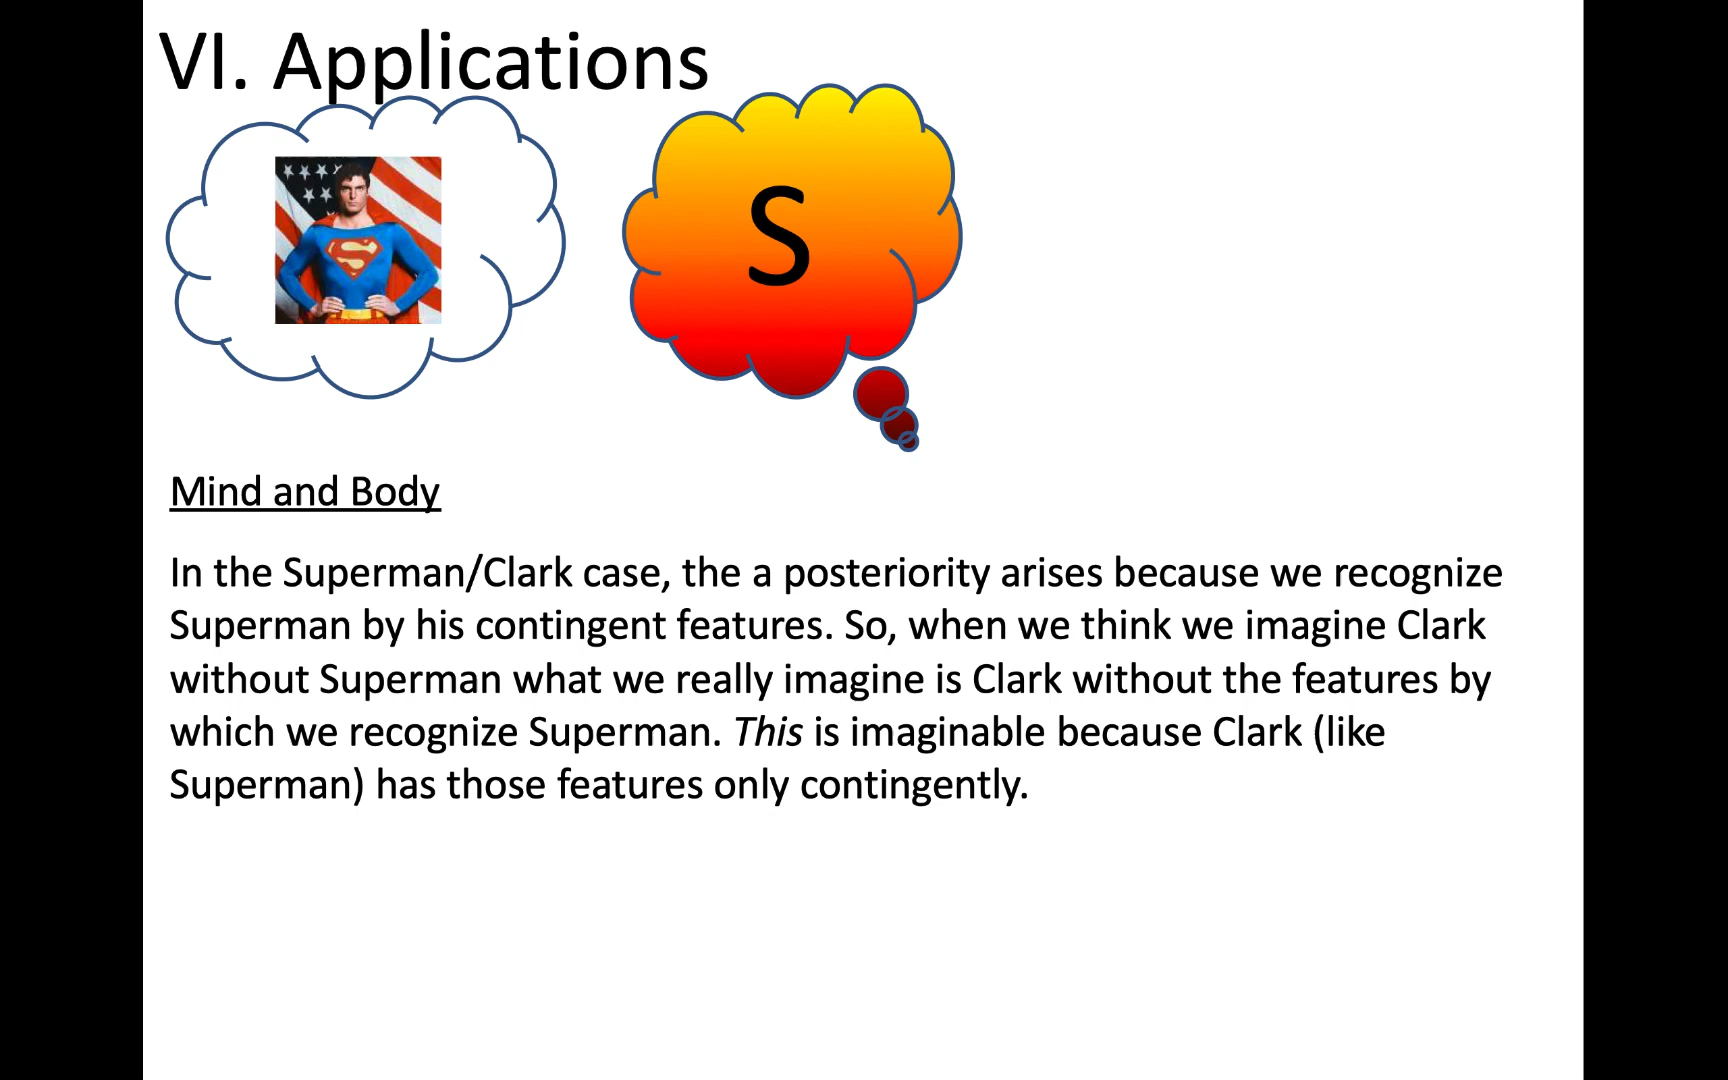 VI. Applications
S
S
Mind and Body
In the Superman/Clark case, the a posteriority arises because we recognize
Superman by his contingent features. So, when we think we imagine Clark
without Superman what we really imagine is Clark without the features by
which we recognize Superman. This is imaginable because Clark (like
Superman) has those features only contingently.